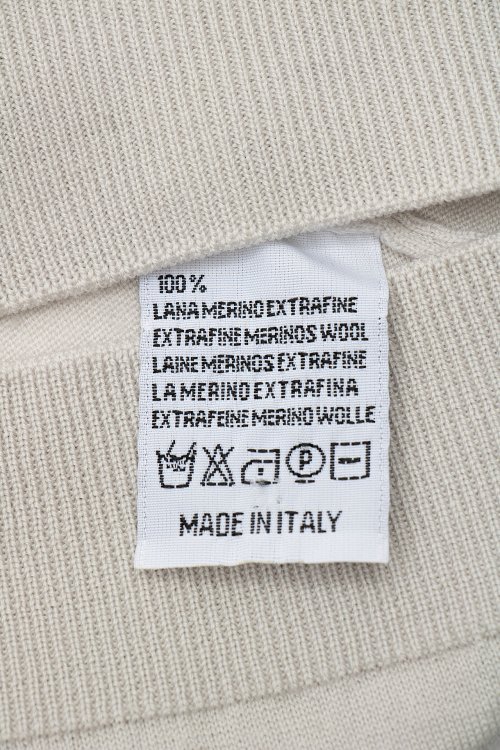 100%
LANA MERINO EXTRAFINE
EXTRAFINE MERINOS WOOL
LAINE MERINOS EXTRAFINE
LA MERINO EXTRAFINA
EXTRAFEINE MERINO WOLLE
P
MADE IN ITALY